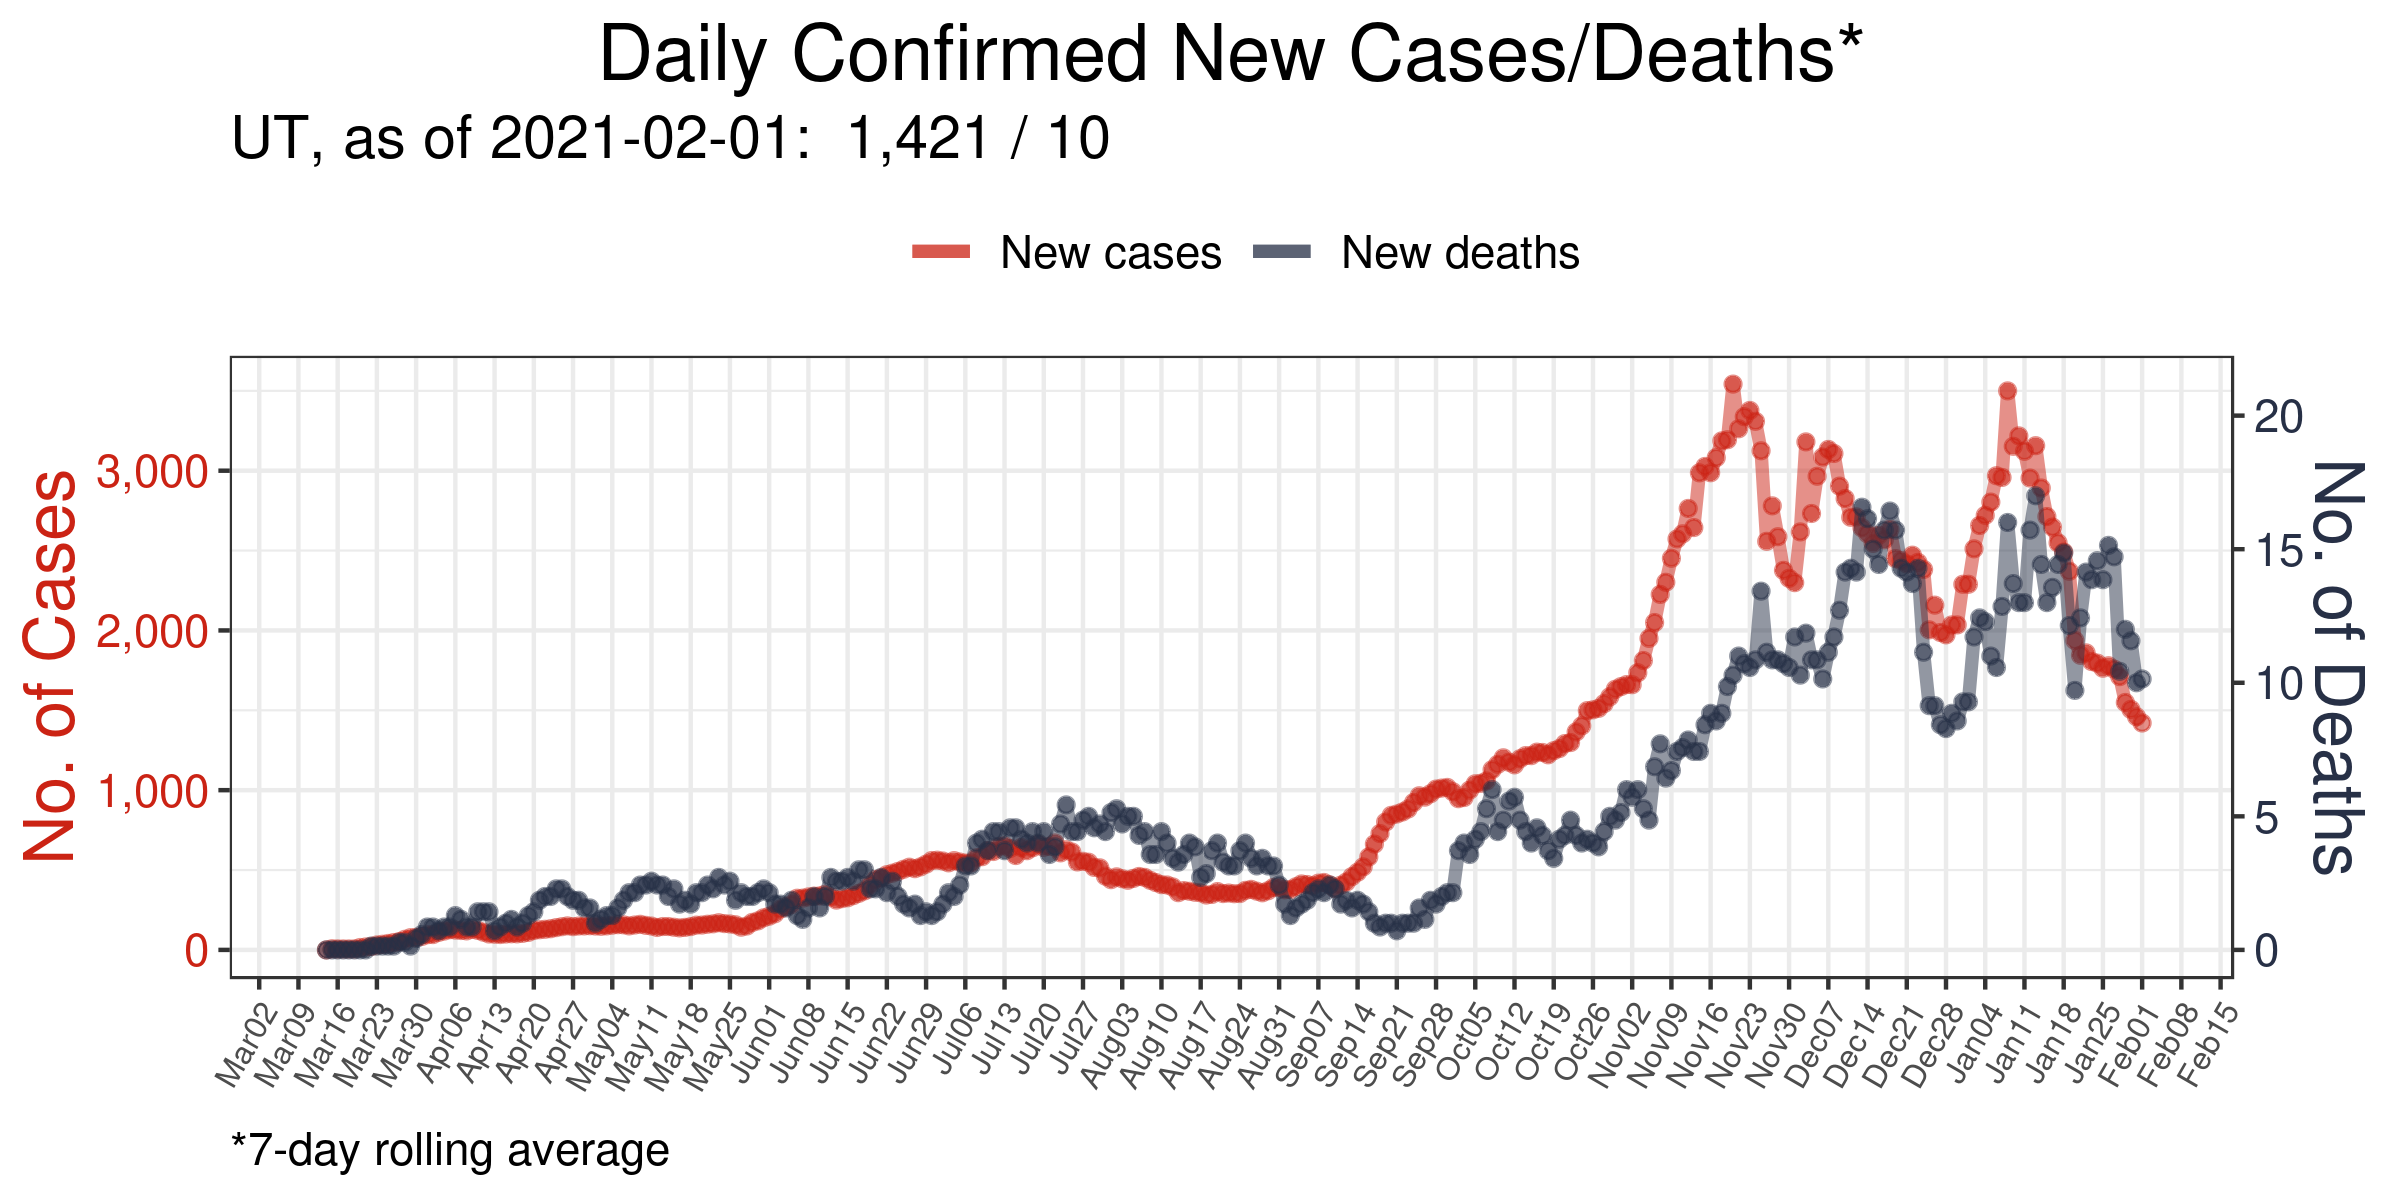 Daily Confirmed New Cases/Deaths*
UT, as of 2021-02-01:  1,421 / 10
New cases
New deaths
No. of Cases
3,000
2,000
1,000
0
20
15
10
5
0
No. of Deaths
Mar02
Mar09
Mar16
Mar23
Mar30
Apr06
Apr13
Apr20
Apr27
May04
May11
May18
May25
Jun01
Jun08
Jun15
Jun22
Jun29
Jul06
Jul13
Jul20
Jul27
Aug03
Aug10
Aug17
Aug24
Aug31
Sep07
Sep14
Sep21
Sep28
Oct05
Oct12
Oct19
Oct26
Nov02
Nov09
Nov16
Nov23
Nov30
Dec07
Dec14
Dec21
Dec28
Jan04
Jan11
Jan18
Jan25
Feb01
Feb08
Feb15
*7-day rolling average